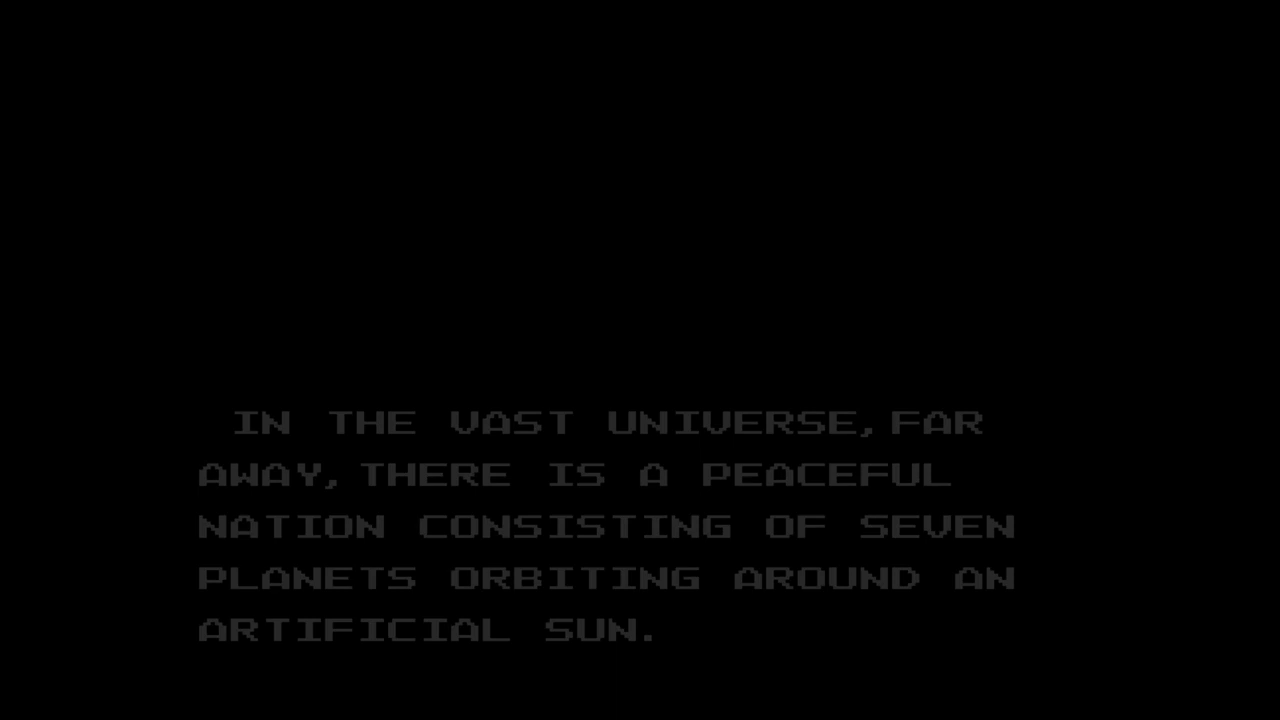 IN THE VAST UNIVERSE, FAR
AWAY, THERE IS A PEACEFUL
NATION CONSISTING OF SEVEN
PLANETS ORBITING AROUND AN
ARTIFICIAL SUN.